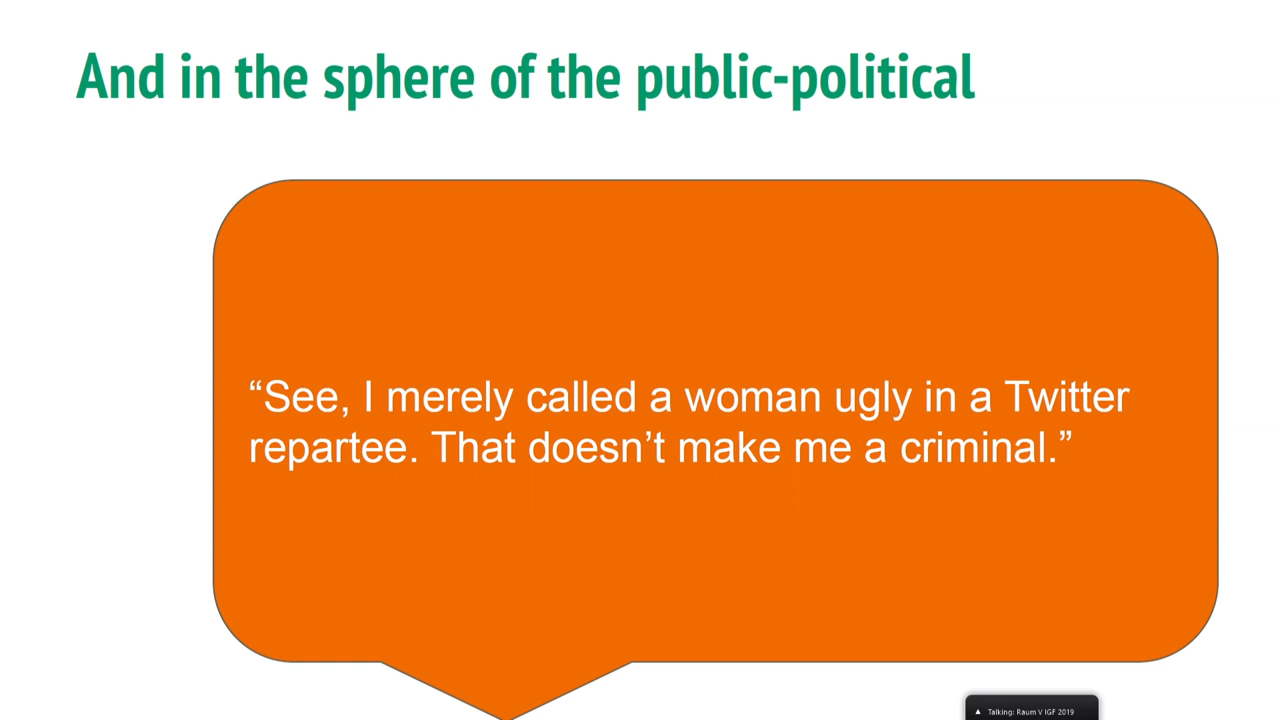 And in the sphere of the public-political
“See, I merely called a woman ugly in a Twitter
repartee. That doesn’t make me a criminal.”
Talking: Raum V IGF 2019